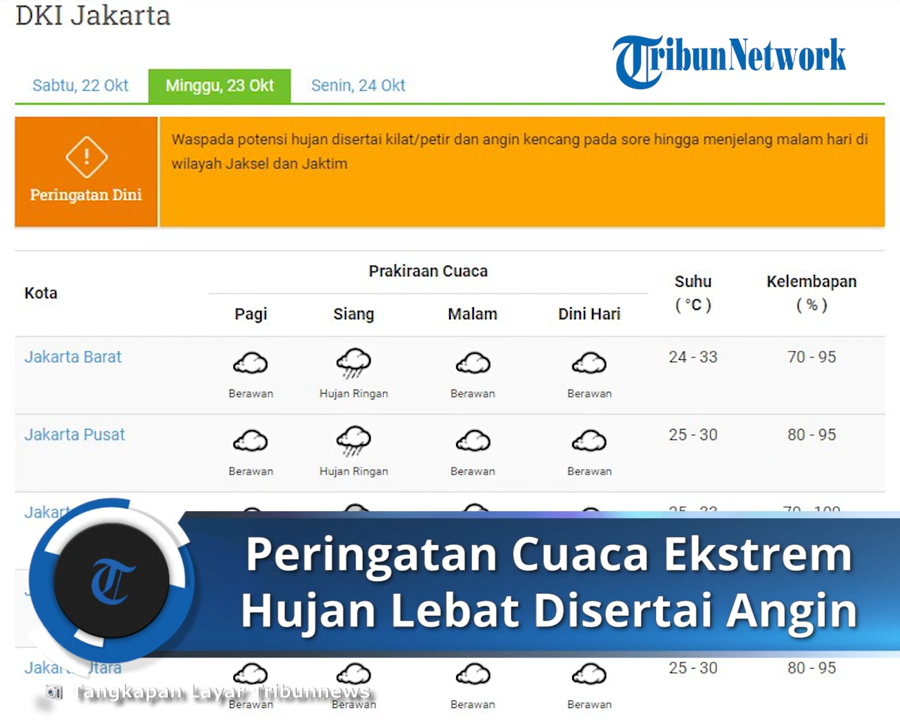 DKI Jakarta
TribunNetwork
Sabtu, 22 Okt Minggu, 23 Okt Senin, 24 Okt
Waspada potensi hujan disertai kilat/petir dan angin kencang pada sore hingga menjelang malam hari di
wilayah Jaksel dan Jaktim
Peringatan Dini
Kota
Prakiraan Cuaca
Suhu
( °C )
Kelembapan
( % )
Pagi Siang Malam Dini Hari
Jakarta Barat 24 - 33 70 - 95
Berawan Hujan Ringan Berawan Berawan
Jakarta Pusat 25 - 30 80 - 95
Berawan Hujan Ringan Berawan Berawan
Peringatan Cuaca Ekstrem
Hujan Lebat Disertai Angin
Jakarta Utara 25 - 30 80 - 95
Tangkapan Layar Tribunnews
Berawan Berawan Berawan Berawan